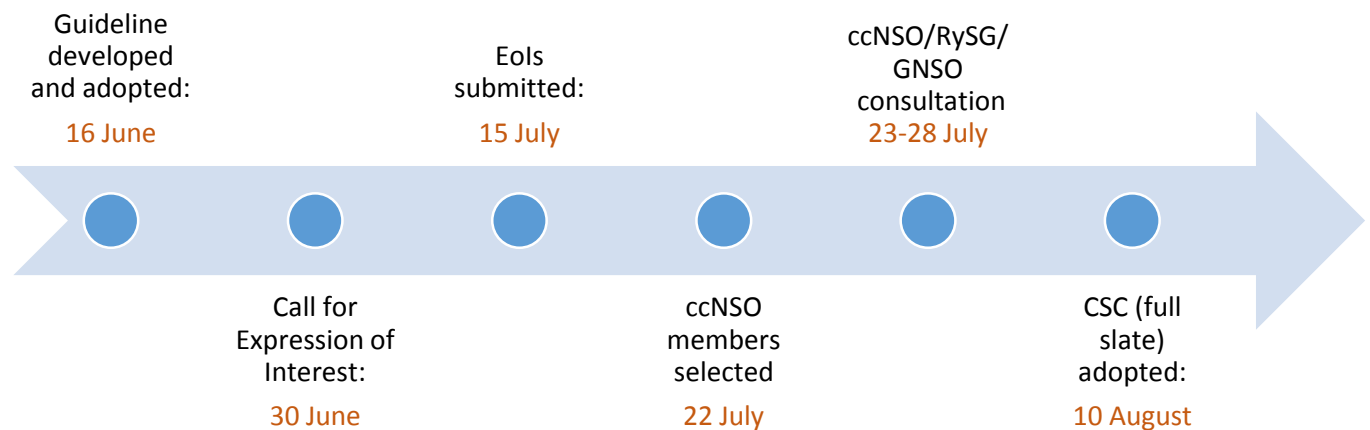 Guideline
developed
and adopted:
16 June
Call for
Expression of
Interest:
30 June
EoIs
submitted:
15 July
ccNSO
members
selected
22 July
ccNSO/RySG/
GNSO
consultation
23-28 July
CSC (full
slate)
adopted:
10 August